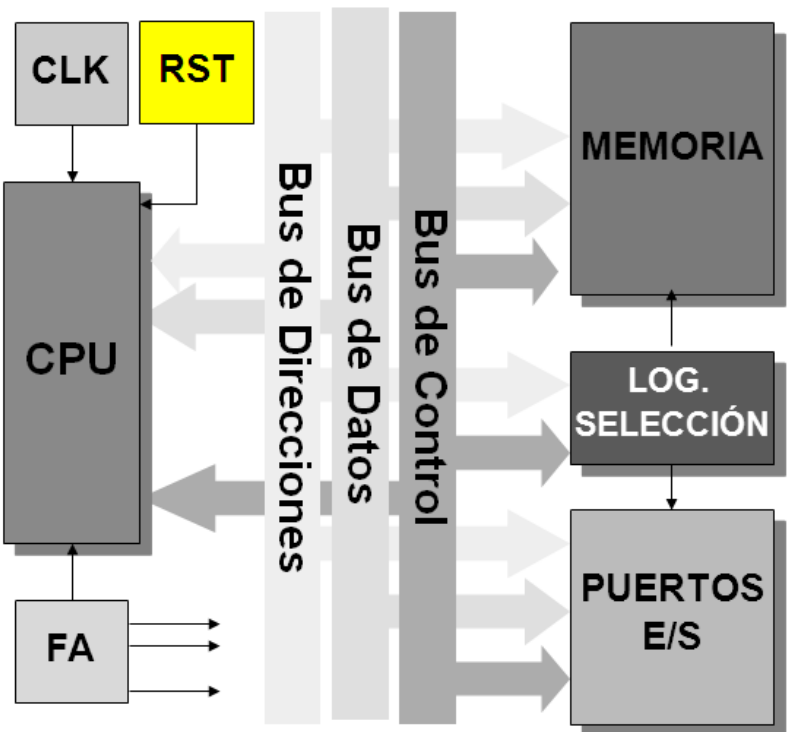 CLK
RST
CPU
FA
Bus de Direcciones
Bus de Datos
Bus de Control
MEMORIA
LOG.
SELECCIÓN
PUERTOS
E/S